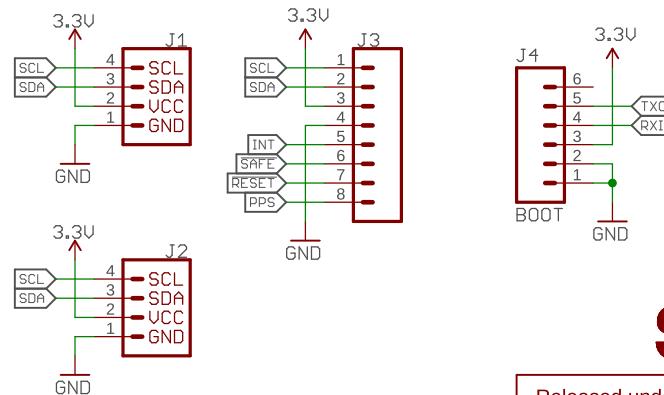 3.3V
J1
SCL 4 SCL
SDA 3 SDA
2 VCC
1 GND
GND
3.3V
J3
SCL 1
SDA 2
3
4
INT 5
SAFE 6
RESET 7
PPS 8
GND
3.3V
J4
6
5 TXO
4 RXI
3
2
1
BOOT
GND
3.3V
J2
SCL 4 SCL
SDA 3 SDA
2 VCC
1 GND
GND
S
Released und